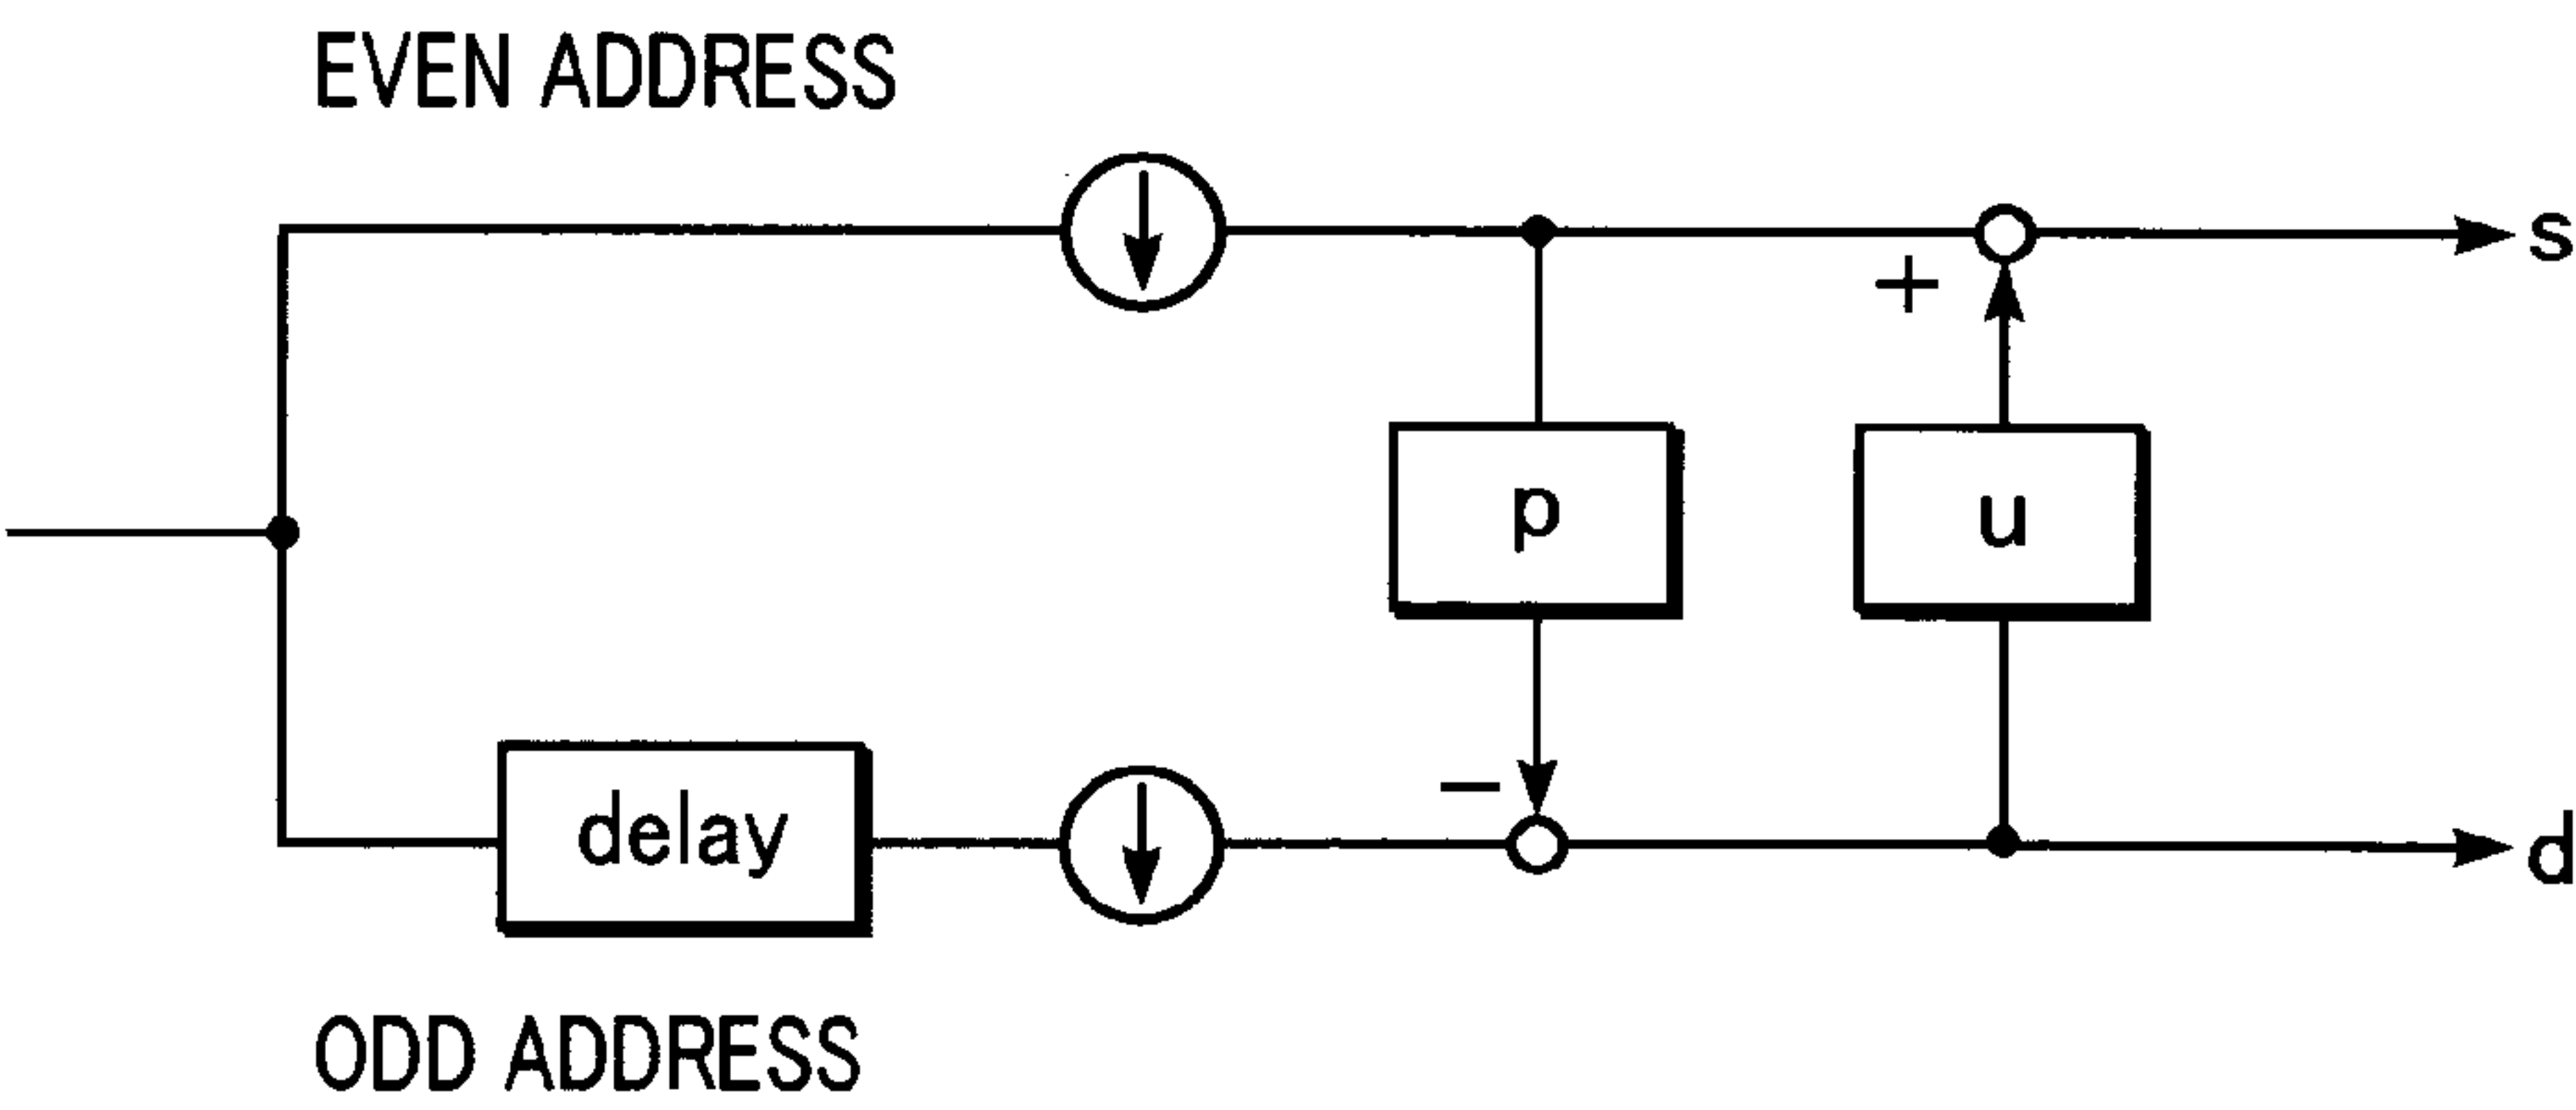 EVEN ADDRESS
s
+
p
u
−
delay
d
ODD ADDRESS